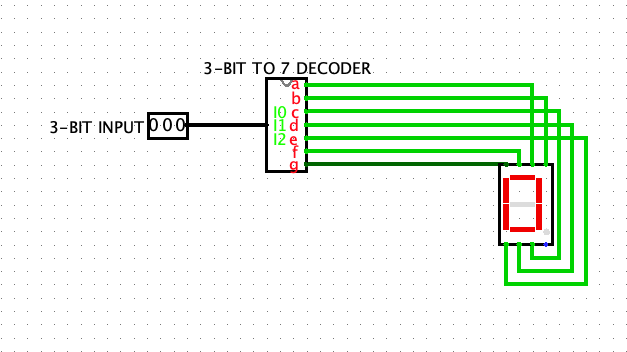 3-BIT TO 7 DECODER
a
b
I0 c
3-BIT INPUT 000 I1 d
I2 e
f
g